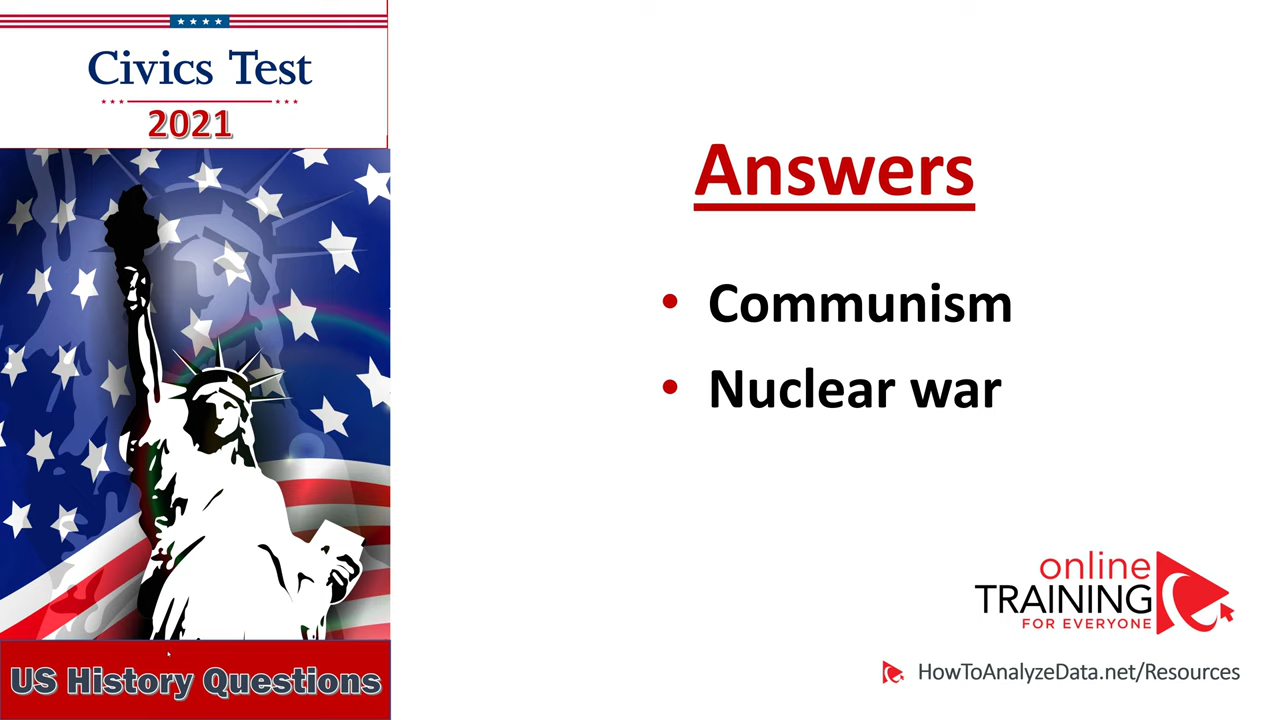 Civics Test
2021
US History Questions
Answers
• Communism
• Nuclear war
online
TRAINING
FOR EVERYONE
HowToAnalyzeData.net/Resources